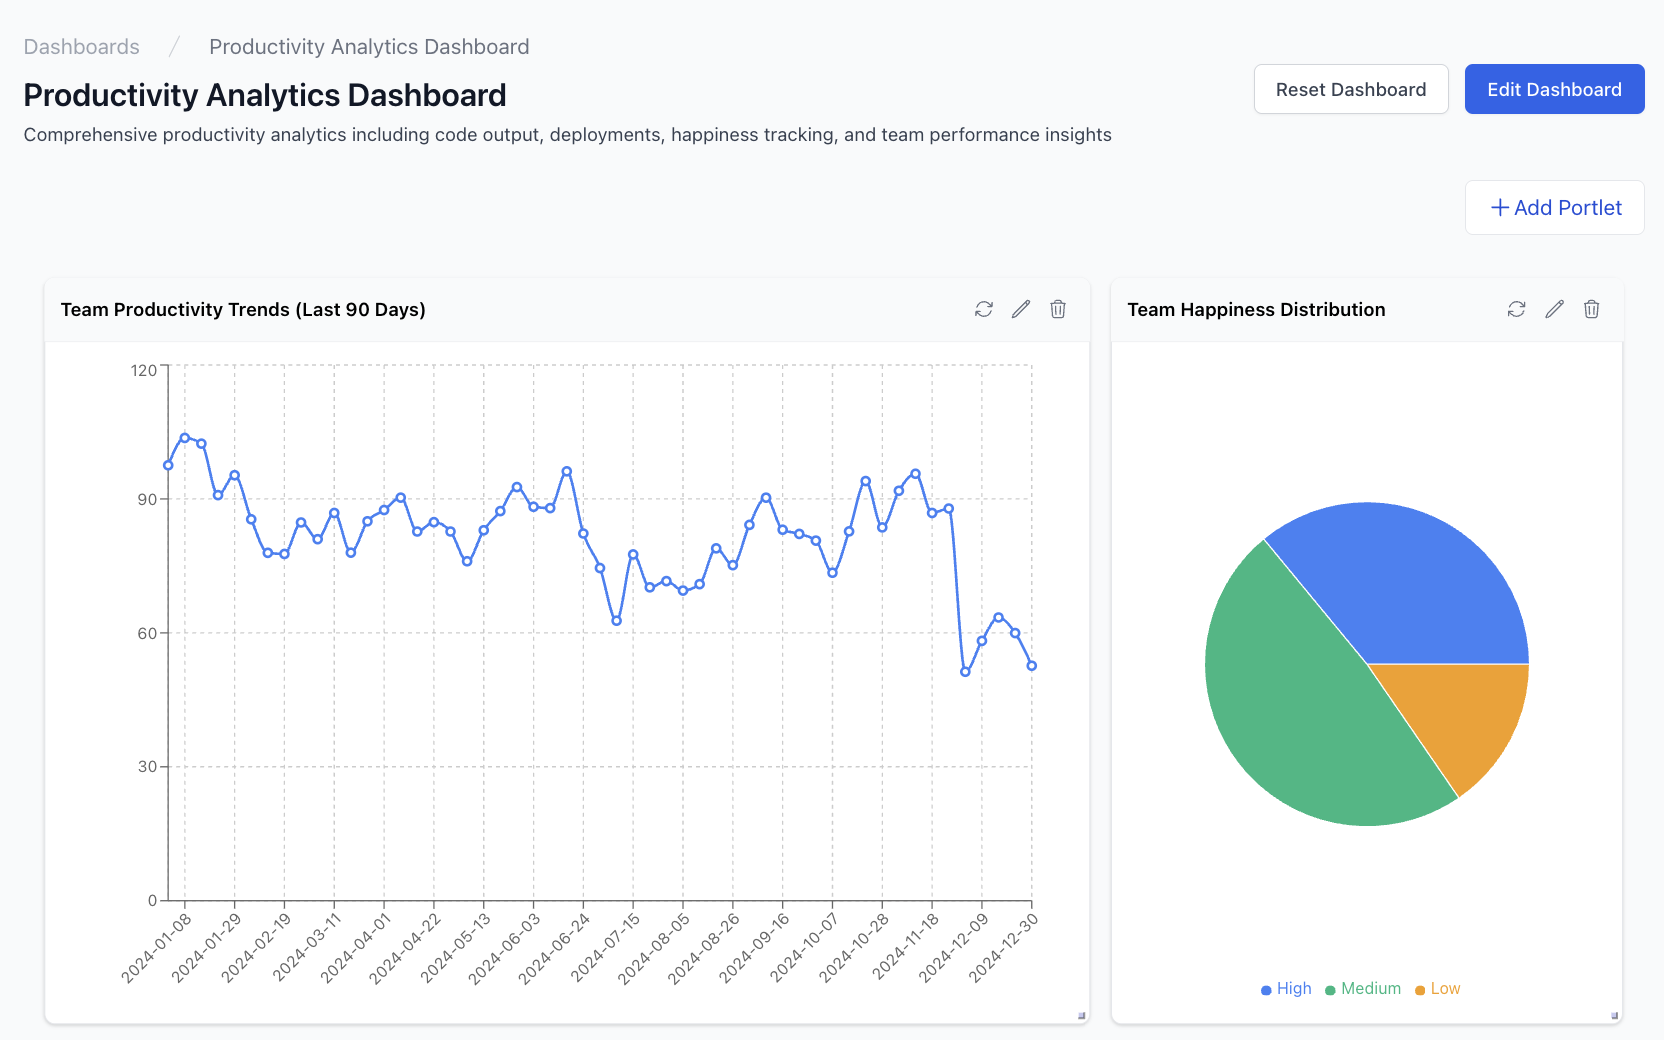 Dashboards / Productivity Analytics Dashboard
Productivity Analytics Dashboard
Comprehensive productivity analytics including code output, deployments, happiness tracking, and team performance insights
Reset Dashboard
Edit Dashboard
+ Add Portlet
Team Productivity Trends (Last 90 Days)
120
90
60
30
0
2024-01-08
2024-01-29
2024-02-19
2024-03-11
2024-04-01
2024-04-22
2024-05-13
2024-06-03
2024-06-24
2024-07-15
2024-08-05
2024-08-26
2024-09-16
2024-10-07
2024-10-28
2024-11-18
2024-12-09
2024-12-30
Team Happiness Distribution
High Medium Low